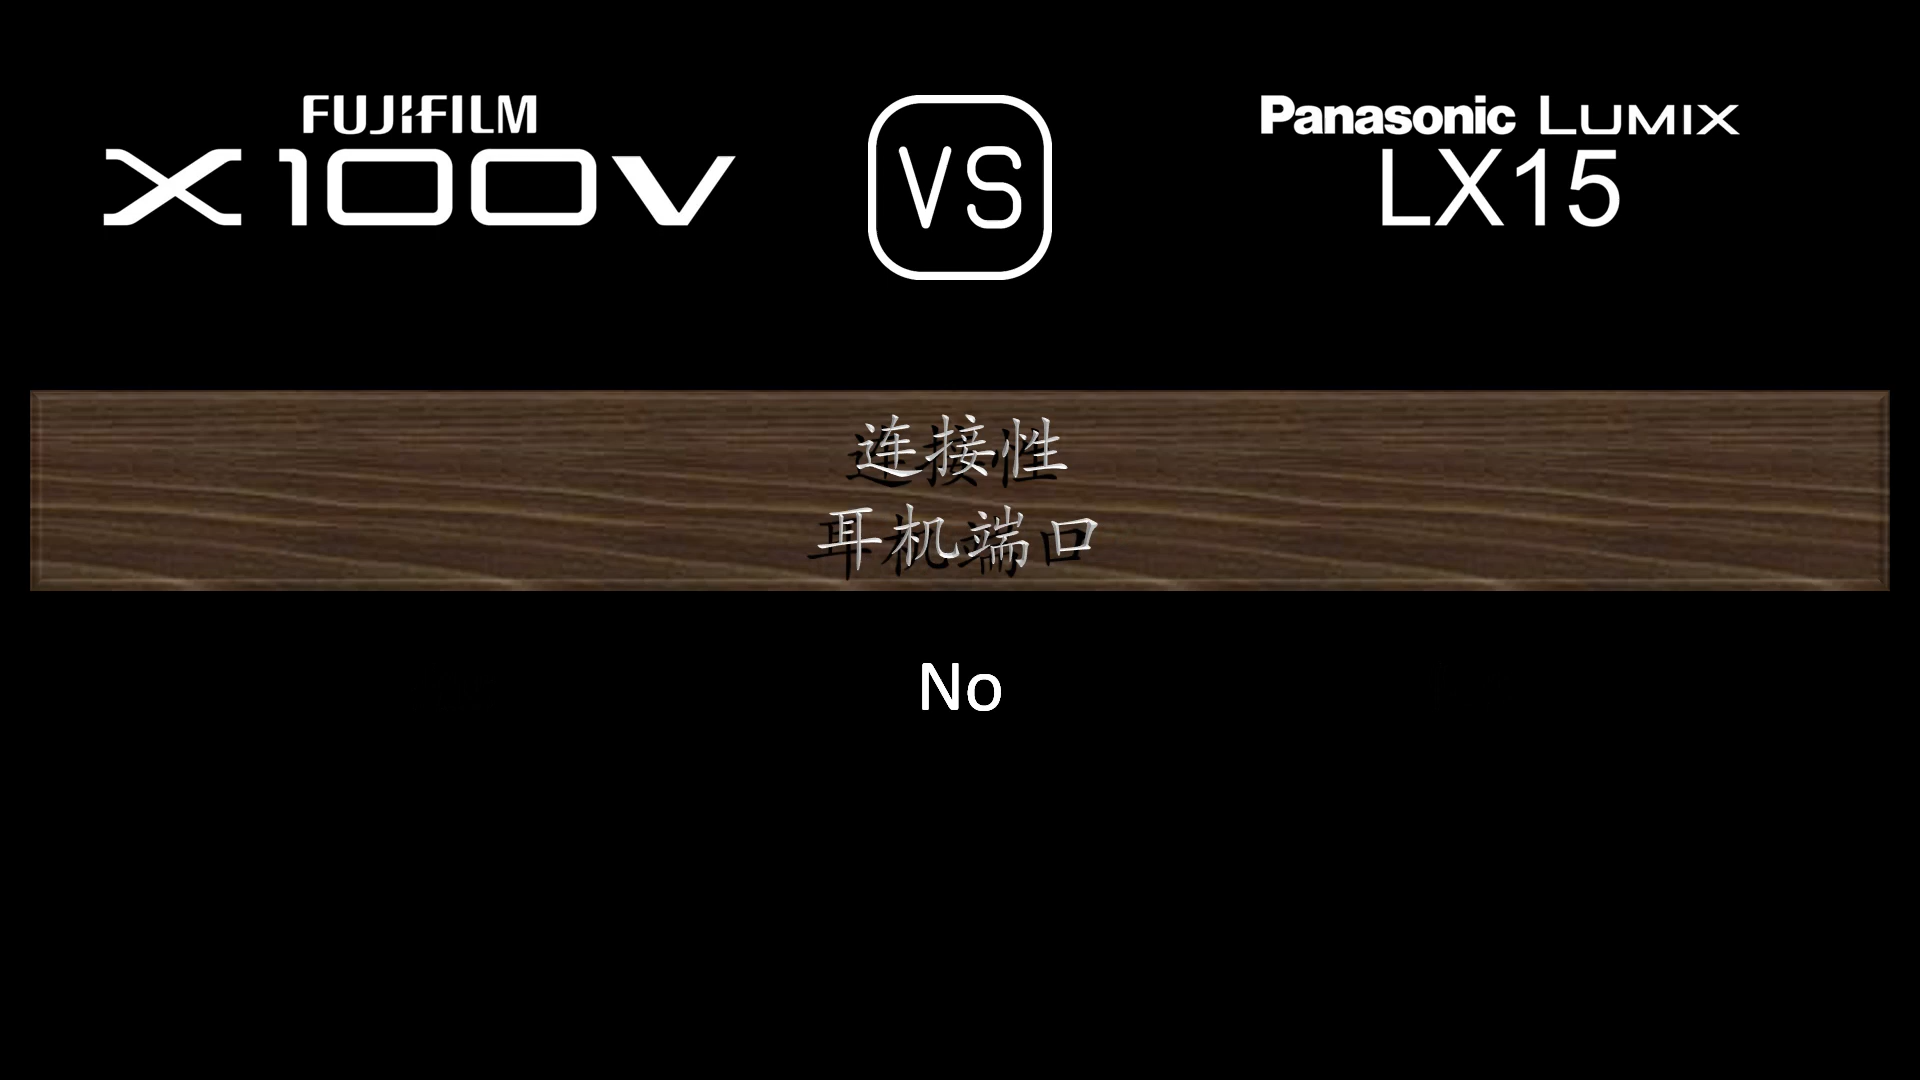 FUJIFILM
X100V
VS
Panasonic LUMIX
LX15
连接性
耳机端口
No